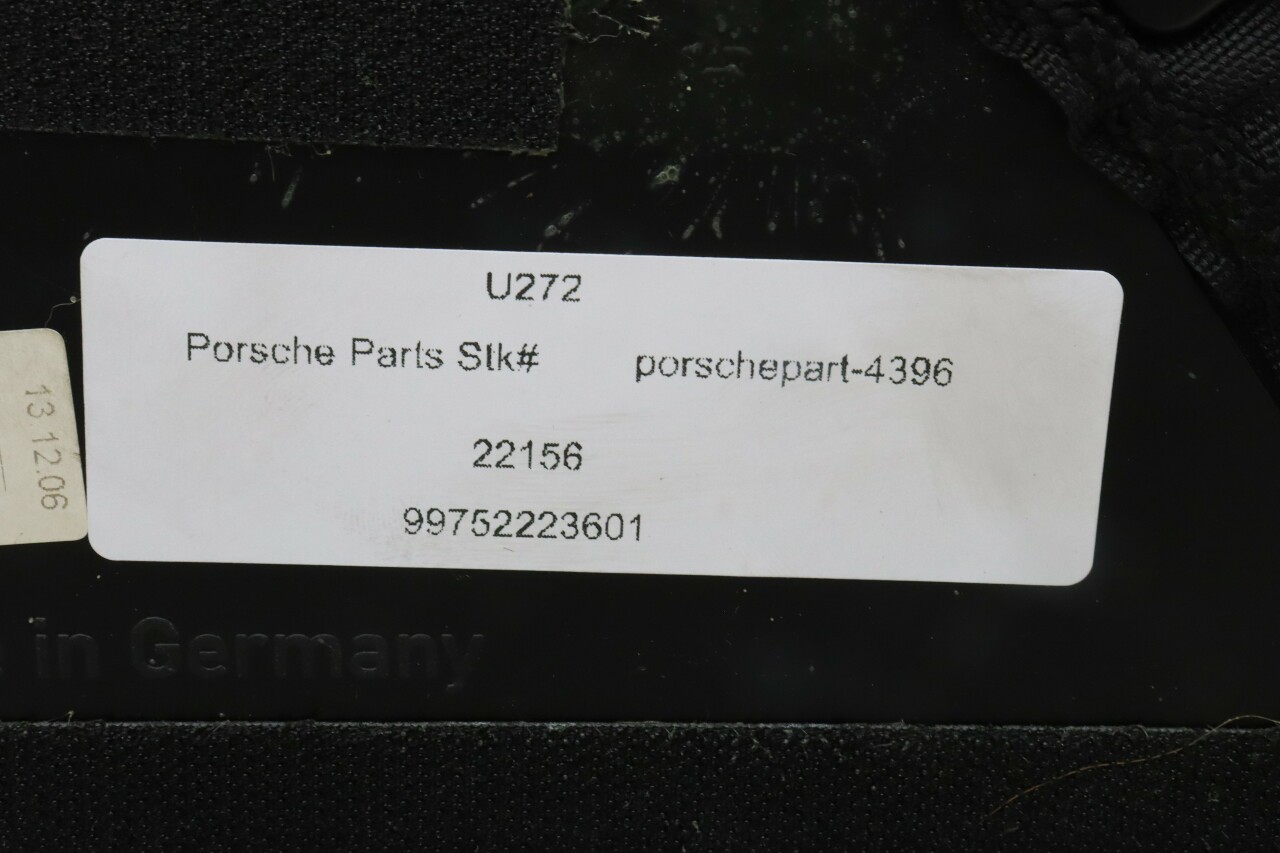 U272
Porsche Parts Stk# porschepart-4396
22156
99752223601
13.12.06
in Germany